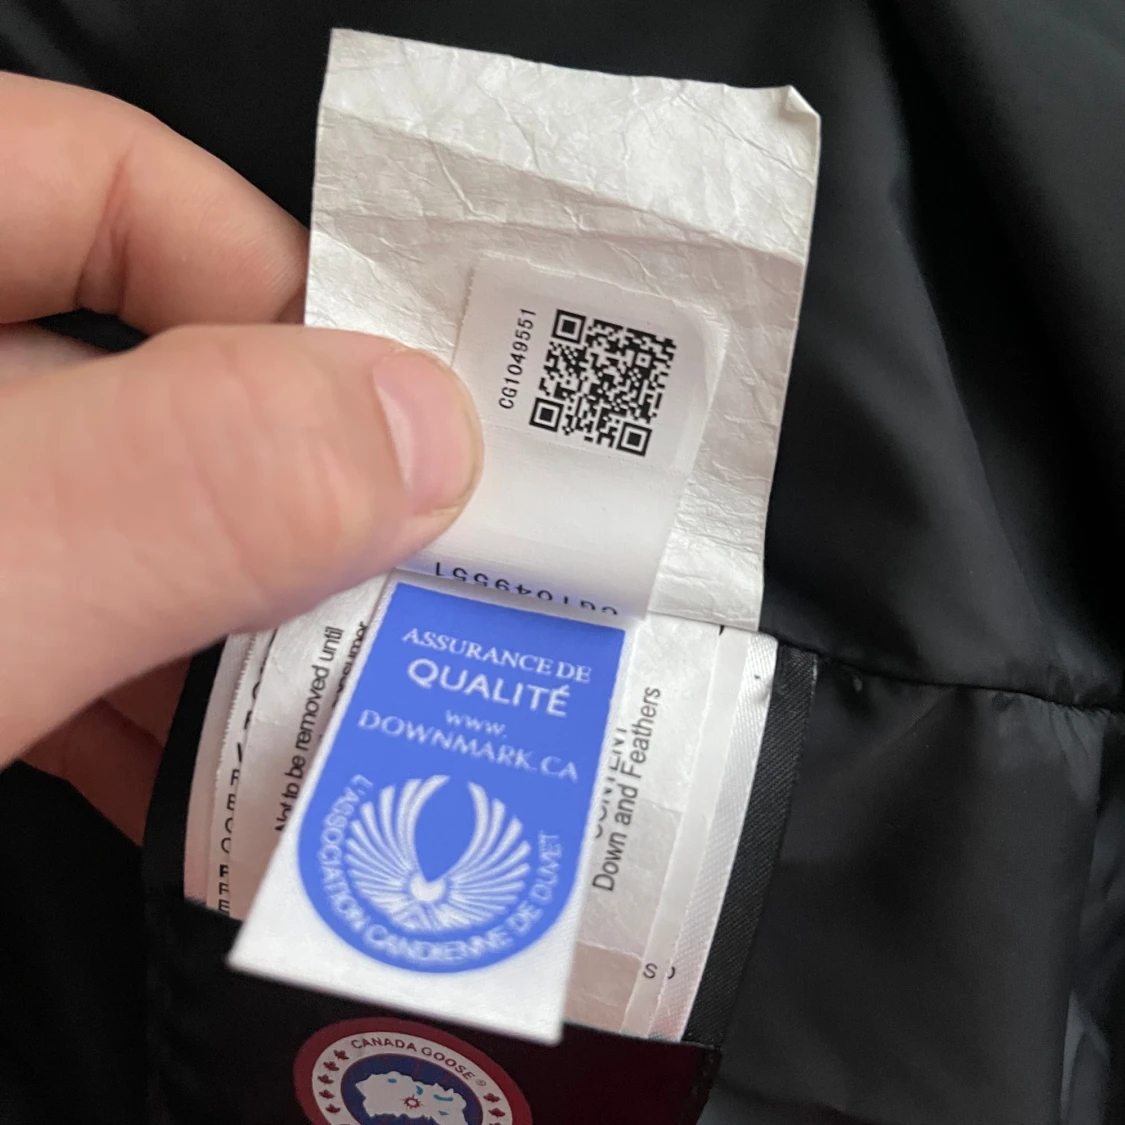 CG1049551
CG1049551
ASSURANCE DE
QUALITÉ
www.
DOWNMARK.CA
L'ASSOCIATION CANDIENNE DE DUVET
Not to be removed until
Down and Feathers
CANADA GOOSE